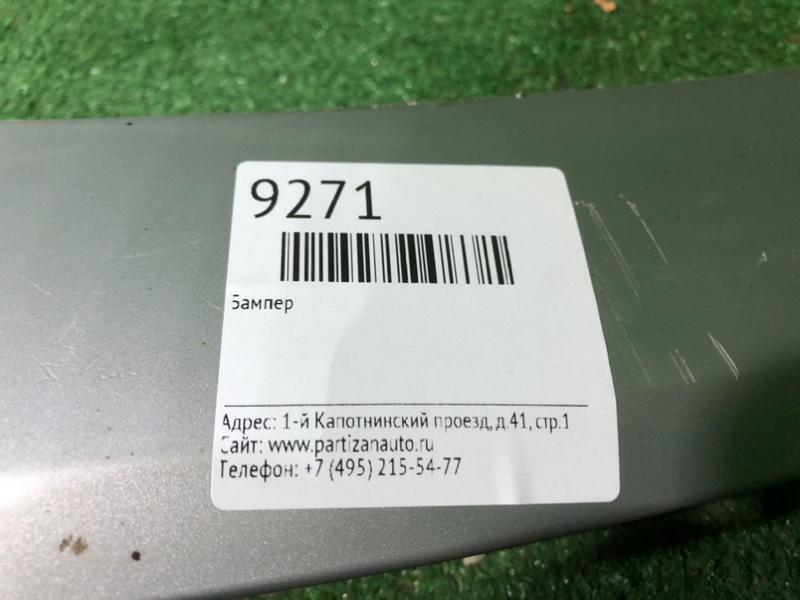 9271
Бампер
Адрес: 1-й Капотнинский проезд, д.41, стр.1
Сайт: www.partizanauto.ru
Телефон: +7 (495) 215-54-77